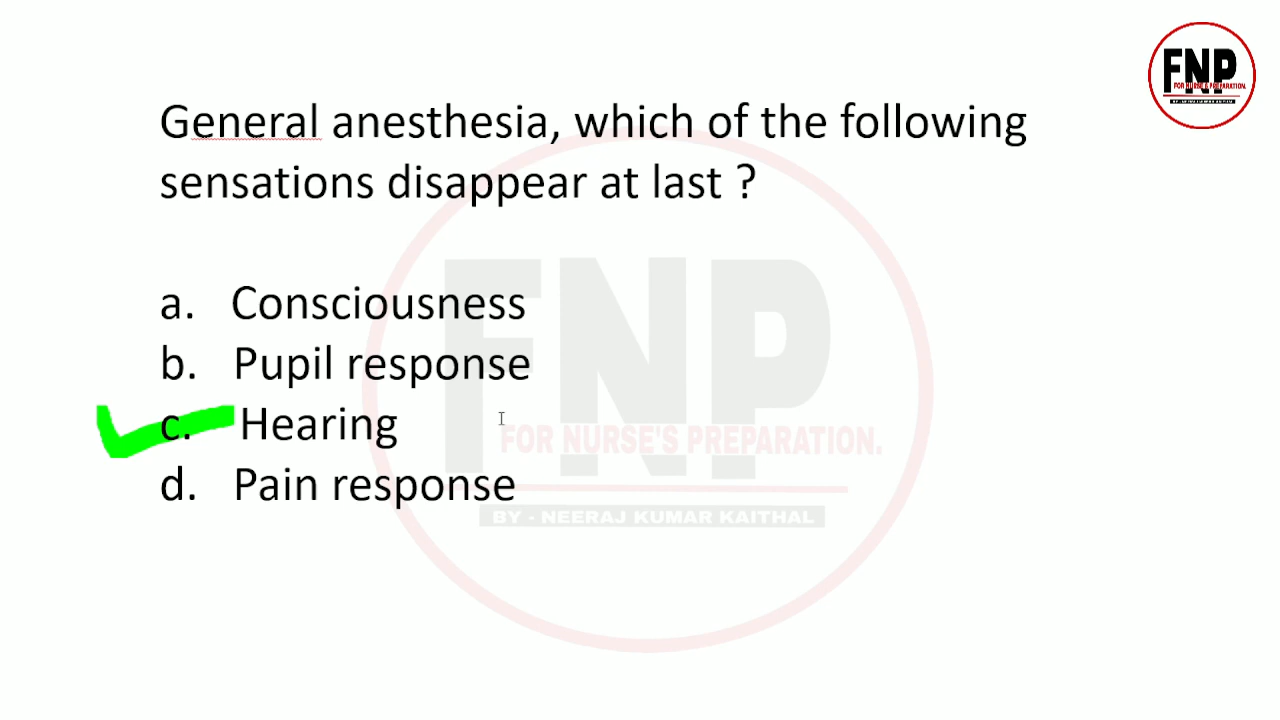 FNP
FOR NURSE'S PREPARATION.
General anesthesia, which of the following
sensations disappear at last ?
a. Consciousness
b. Pupil response
c. Hearing
d. Pain response
FNP
FOR NURSE'S PREPARATION.
BY - NEERAJ KUMAR KAITHAL